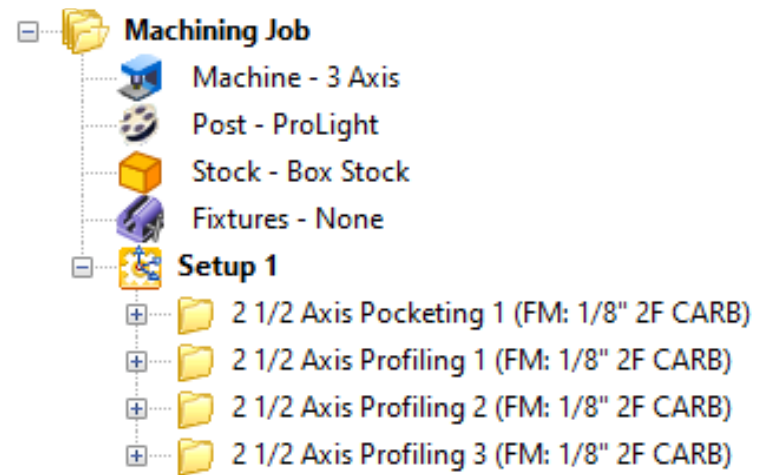 Machining Job
Machine - 3 Axis
Post - ProLight
Stock - Box Stock
Fixtures - None
Setup 1
2 1/2 Axis Pocketing 1 (FM: 1/8" 2F CARB)
2 1/2 Axis Profiling 1 (FM: 1/8" 2F CARB)
2 1/2 Axis Profiling 2 (FM: 1/8" 2F CARB)
2 1/2 Axis Profiling 3 (FM: 1/8" 2F CARB)